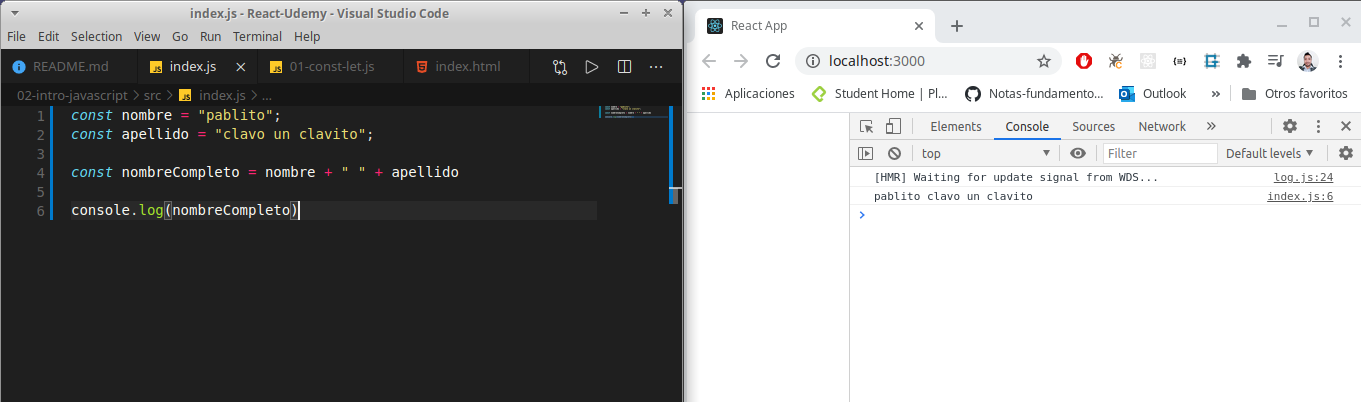 index.js - React-Udemy - Visual Studio Code
File Edit Selection View Go Run Terminal Help
README.md index.js 01-const-let.js index.html
02-intro-javascript > src > index.js > ...
1 const nombre = "pablito";
2 const apellido = "clavo un clavito";
3
4 const nombreCompleto = nombre + " " + apellido
5
6 console.log(nombreCompleto)
React App
localhost:3000
Aplicaciones Student Home | Pl... Notas-fundamento... Outlook » Otros favoritos
Elements Console Sources Network »
top Filter Default levels
[HMR] Waiting for update signal from WDS... log.js:24
pablito clavo un clavito index.js:6